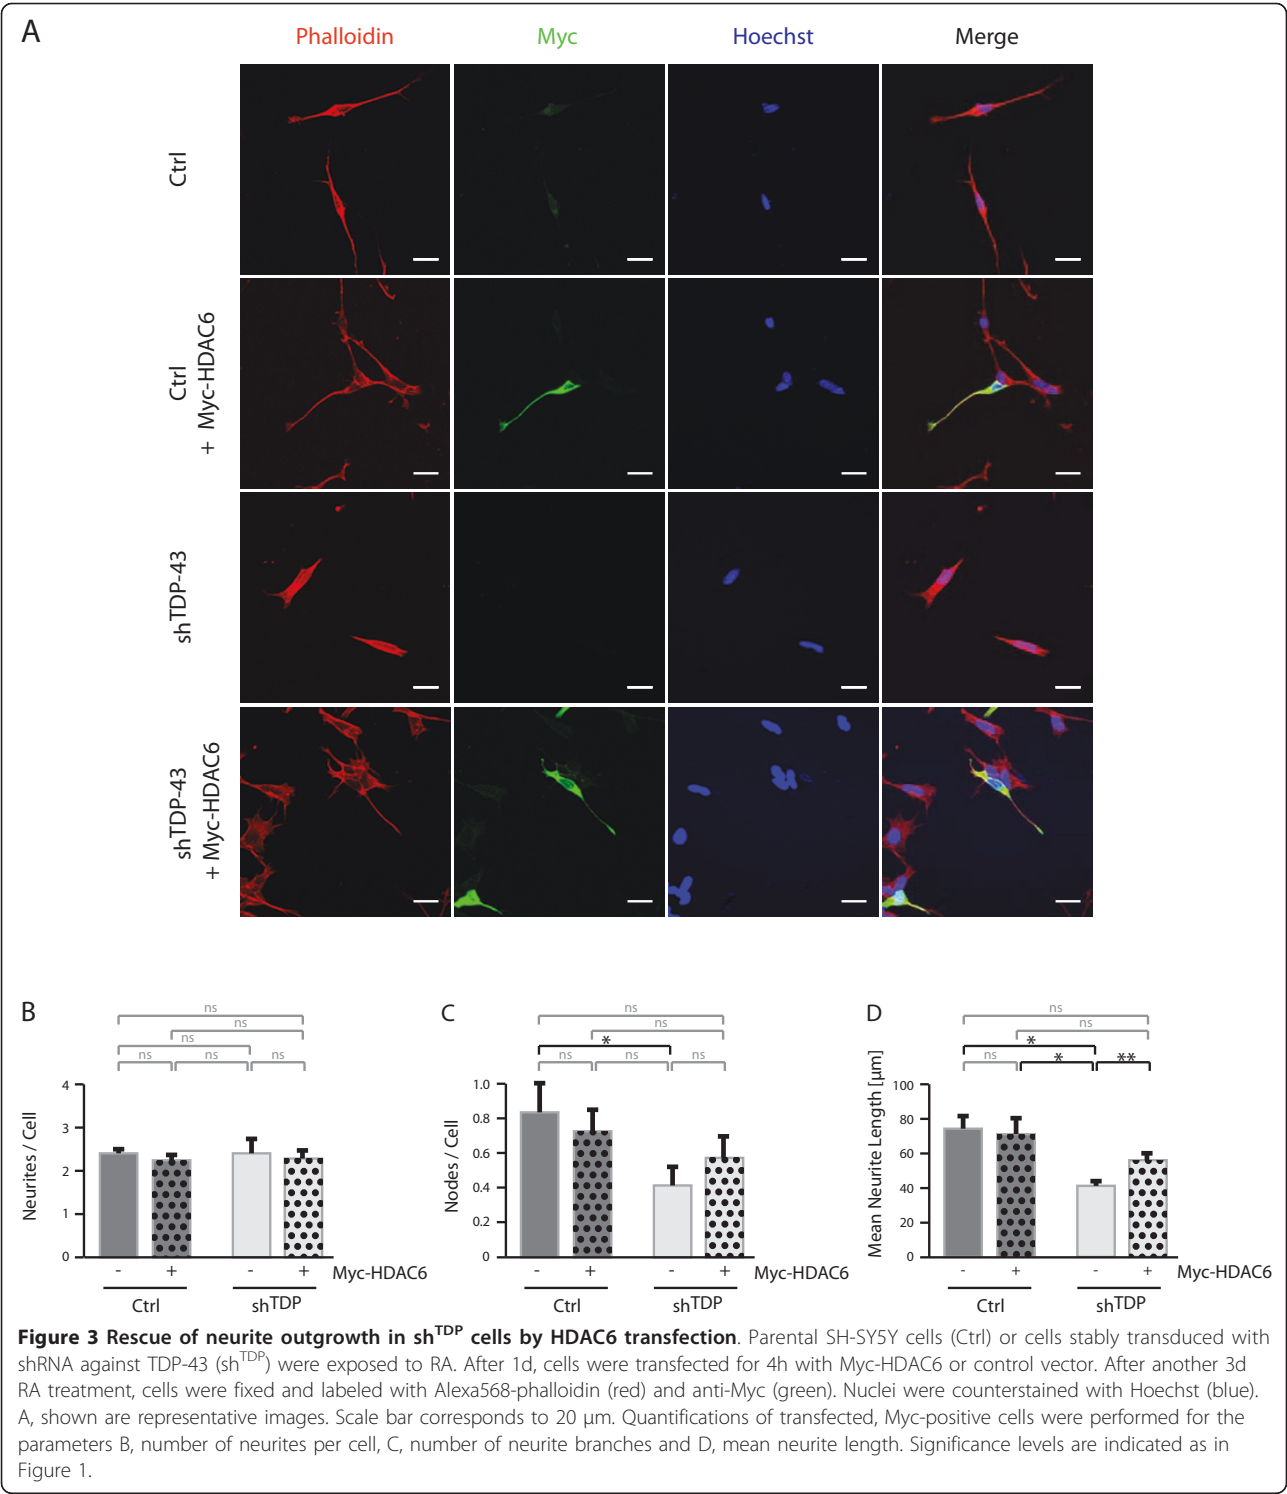 A
Phalloidin Myc Hoechst Merge
Ctrl
Ctrl
+ Myc-HDAC6
shTDP-43
shTDP-43
+ Myc-HDAC6
B
ns
ns
ns
ns ns ns
Neurites / Cell
4
3
2
1
0
- + - + Myc-HDAC6
Ctrl shTDP
C
ns
ns
*
ns ns ns
Nodes / Cell
1.0
0.8
0.6
0.4
0.2
0
- + - + Myc-HDAC6
Ctrl shTDP
D
ns
ns
*
ns * **
Mean Neurite Length [µm]
100
80
60
40
20
0
- + - + Myc-HDAC6
Ctrl shTDP
Figure 3 Rescue of neurite outgrowth in shTDP cells by HDAC6 transfection. Parental SH-SY5Y cells (Ctrl) or cells stably transduced with
shRNA against TDP-43 (shTDP) were exposed to RA. After 1d, cells were transfected for 4h with Myc-HDAC6 or control vector. After another 3d
RA treatment, cells were fixed and labeled with Alexa568-phalloidin (red) and anti-Myc (green). Nuclei were counterstained with Hoechst (blue).
A, shown are representative images. Scale bar corresponds to 20 µm. Quantifications of transfected, Myc-positive cells were performed for the
parameters B, number of neurites per cell, C, number of neurite branches and D, mean neurite length. Significance levels are indicated as in
Figure 1.